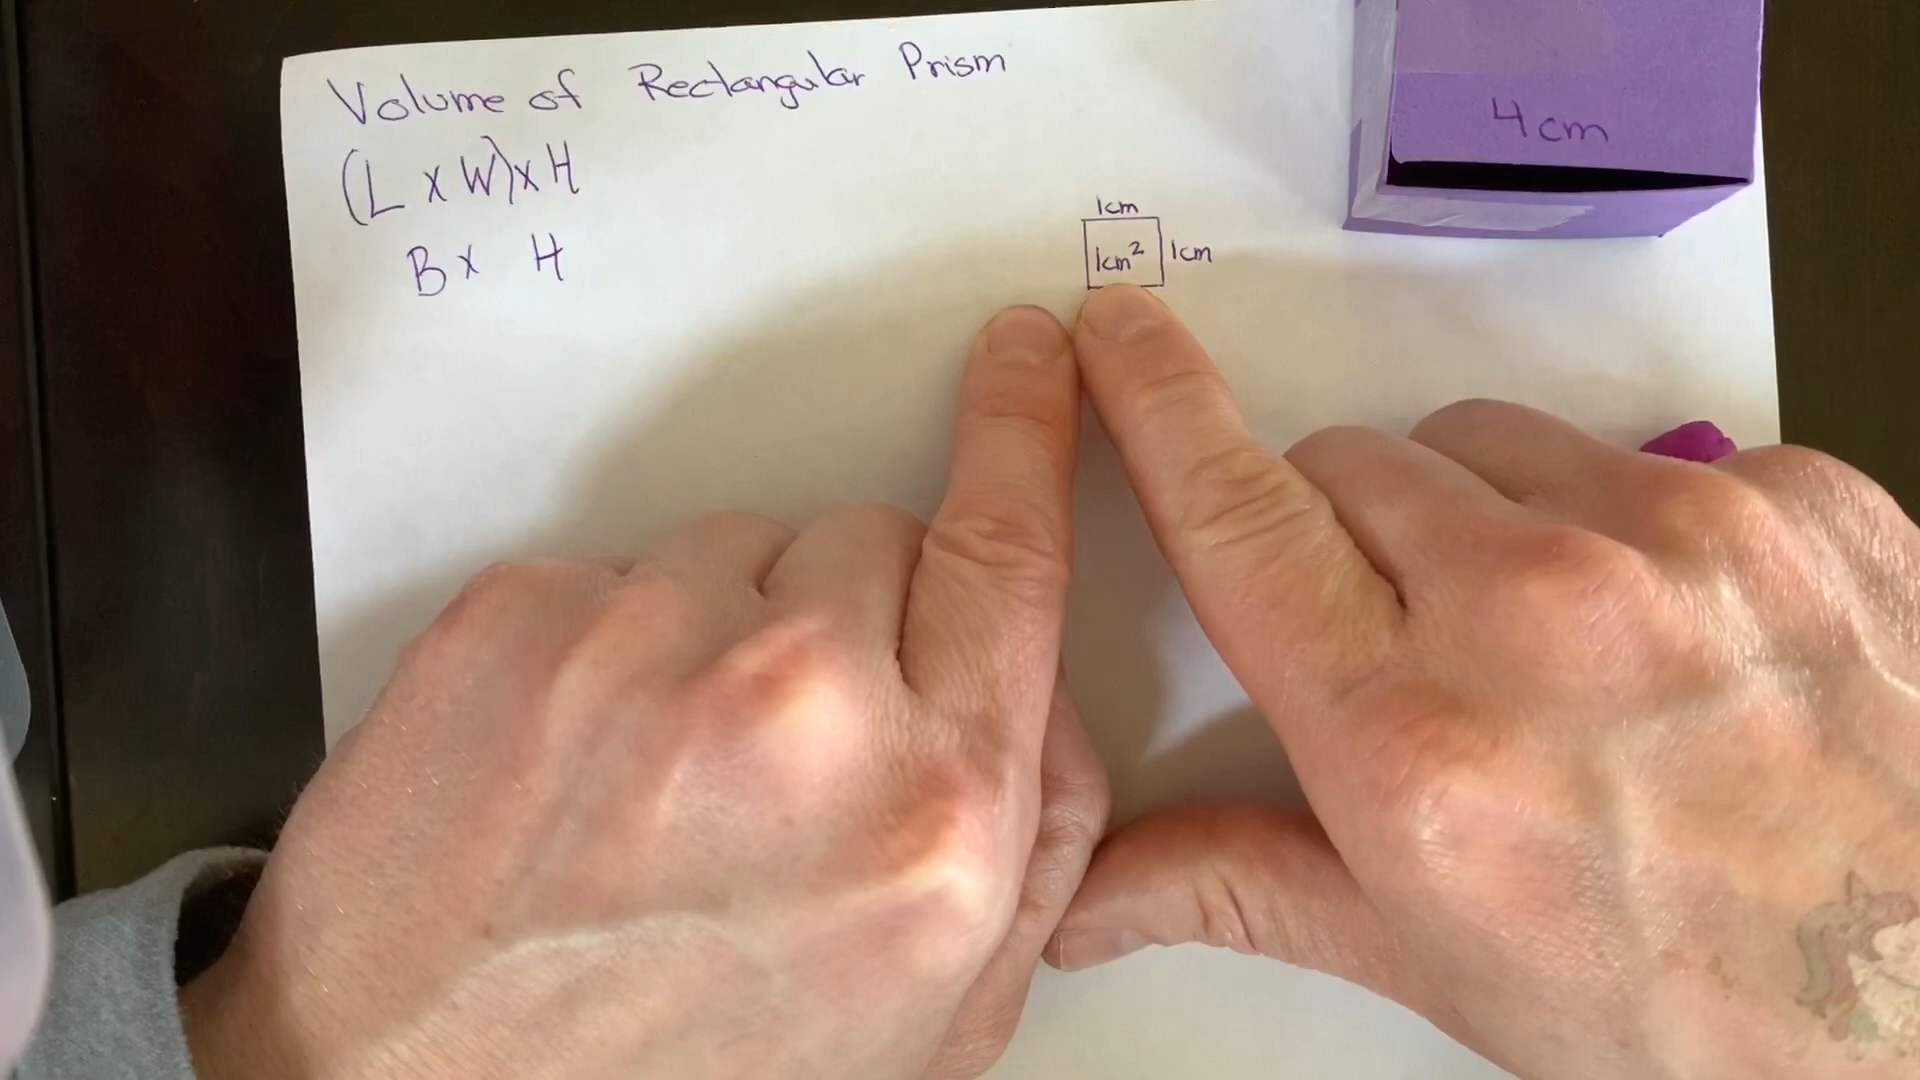 Volume of Rectangular Prism
(L x W) x H
B x H
1cm
1cm²
1cm
4cm